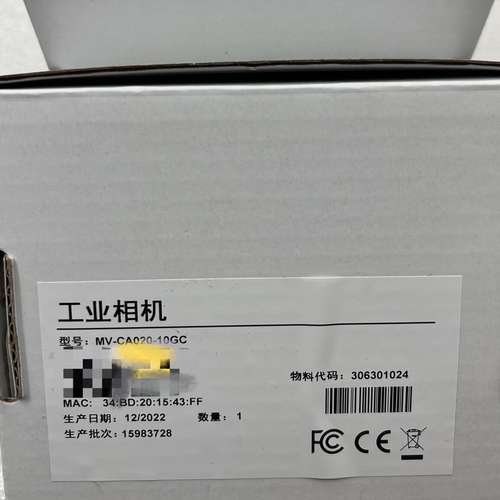 工业相机
型号: MV-CA020-10GC
物料代码: 306301024
MAC: 34:BD:20:15:43:FF
生产日期: 12/2022 数量: 1
生产批次: 15983728
FC CE